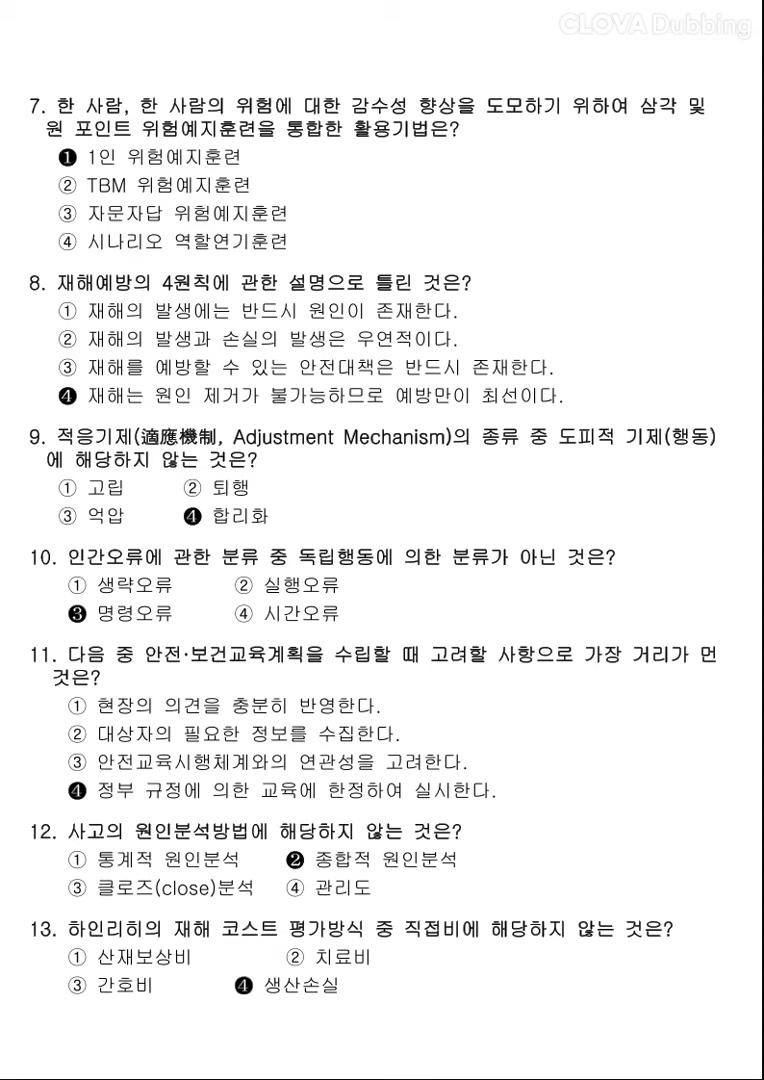 CLOVA Dubbing
7. 한 사람, 한 사람의 위험에 대한 감수성 향상을 도모하기 위하여 삼각 및
원 포인트 위험예지훈련을 통합한 활용기법은?
❶ 1인 위험예지훈련
② TBM 위험예지훈련
③ 자문자답 위험예지훈련
④ 시나리오 역할연기훈련
8. 재해예방의 4원칙에 관한 설명으로 틀린 것은?
① 재해의 발생에는 반드시 원인이 존재한다.
② 재해의 발생과 손실의 발생은 우연적이다.
③ 재해를 예방할 수 있는 안전대책은 반드시 존재한다.
❹ 재해는 원인 제거가 불가능하므로 예방만이 최선이다.
9. 적응기제(適應機制, Adjustment Mechanism)의 종류 중 도피적 기제(행동)
에 해당하지 않는 것은?
① 고립 ② 퇴행
③ 억압 ❹ 합리화
10. 인간오류에 관한 분류 중 독립행동에 의한 분류가 아닌 것은?
① 생략오류 ② 실행오류
❸ 명령오류 ④ 시간오류
11. 다음 중 안전·보건교육계획을 수립할 때 고려할 사항으로 가장 거리가 먼
것은?
① 현장의 의견을 충분히 반영한다.
② 대상자의 필요한 정보를 수집한다.
③ 안전교육시행체계와의 연관성을 고려한다.
❹ 정부 규정에 의한 교육에 한정하여 실시한다.
12. 사고의 원인분석방법에 해당하지 않는 것은?
① 통계적 원인분석 ❷ 종합적 원인분석
③ 클로즈(close)분석 ④ 관리도
13. 하인리히의 재해 코스트 평가방식 중 직접비에 해당하지 않는 것은?
① 산재보상비 ② 치료비
③ 간호비 ❹ 생산손실